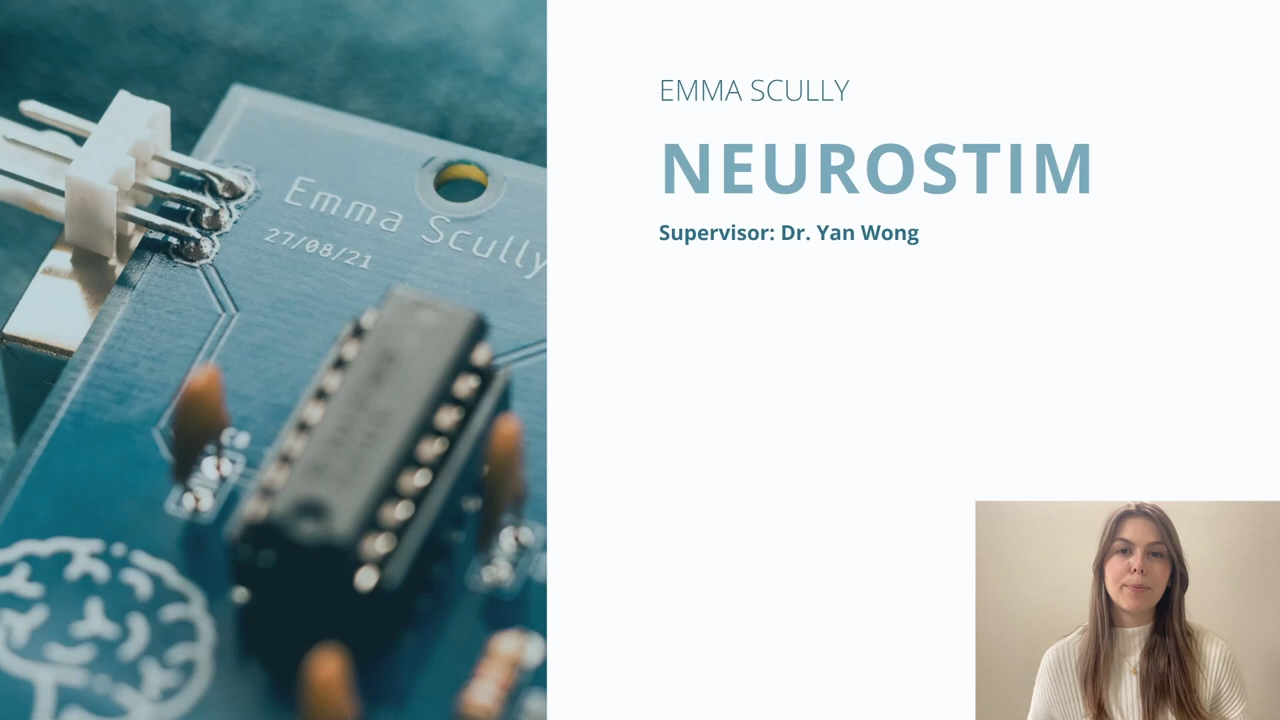 EMMA SCULLY
NEUROSTIM
Supervisor: Dr. Yan Wong
Emma Scully
27/08/21